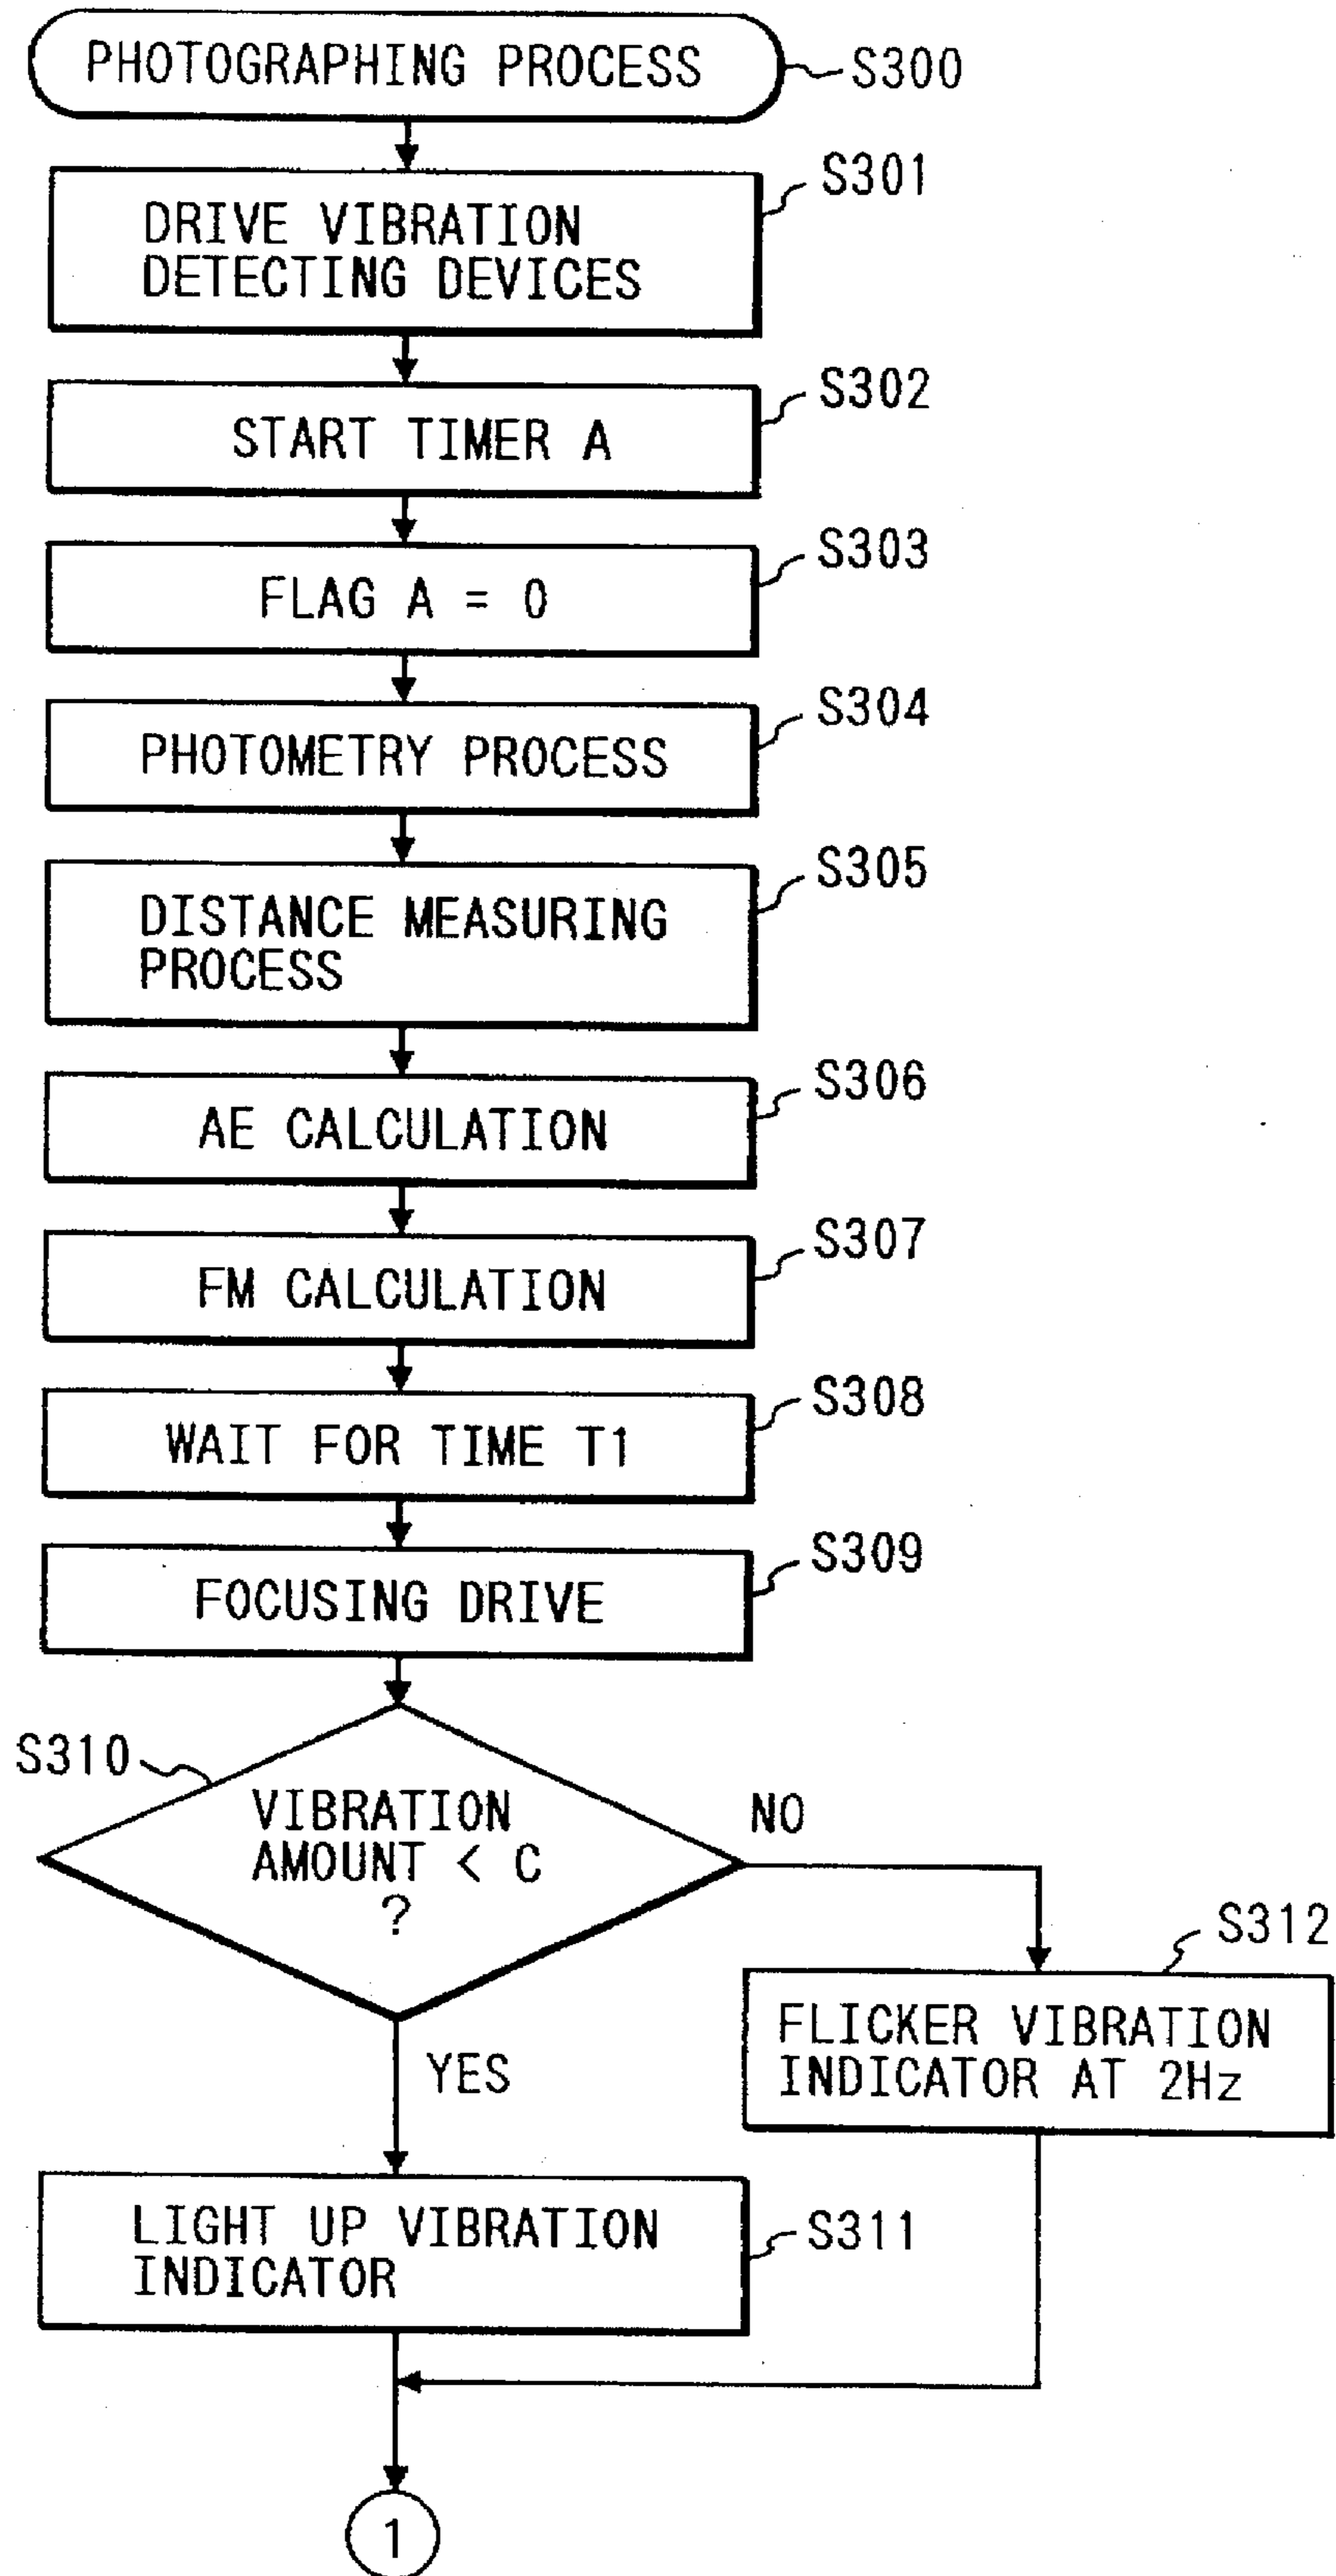 PHOTOGRAPHING PROCESS
S300
DRIVE VIBRATION
DETECTING DEVICES
S301
START TIMER A
S302
FLAG A = 0
S303
PHOTOMETRY PROCESS
S304
DISTANCE MEASURING
PROCESS
S305
AE CALCULATION
S306
FM CALCULATION
S307
WAIT FOR TIME T1
S308
FOCUSING DRIVE
S309
S310
VIBRATION
AMOUNT < C
?
NO
YES
S312
FLICKER VIBRATION
INDICATOR AT 2Hz
LIGHT UP VIBRATION
INDICATOR
S311
1